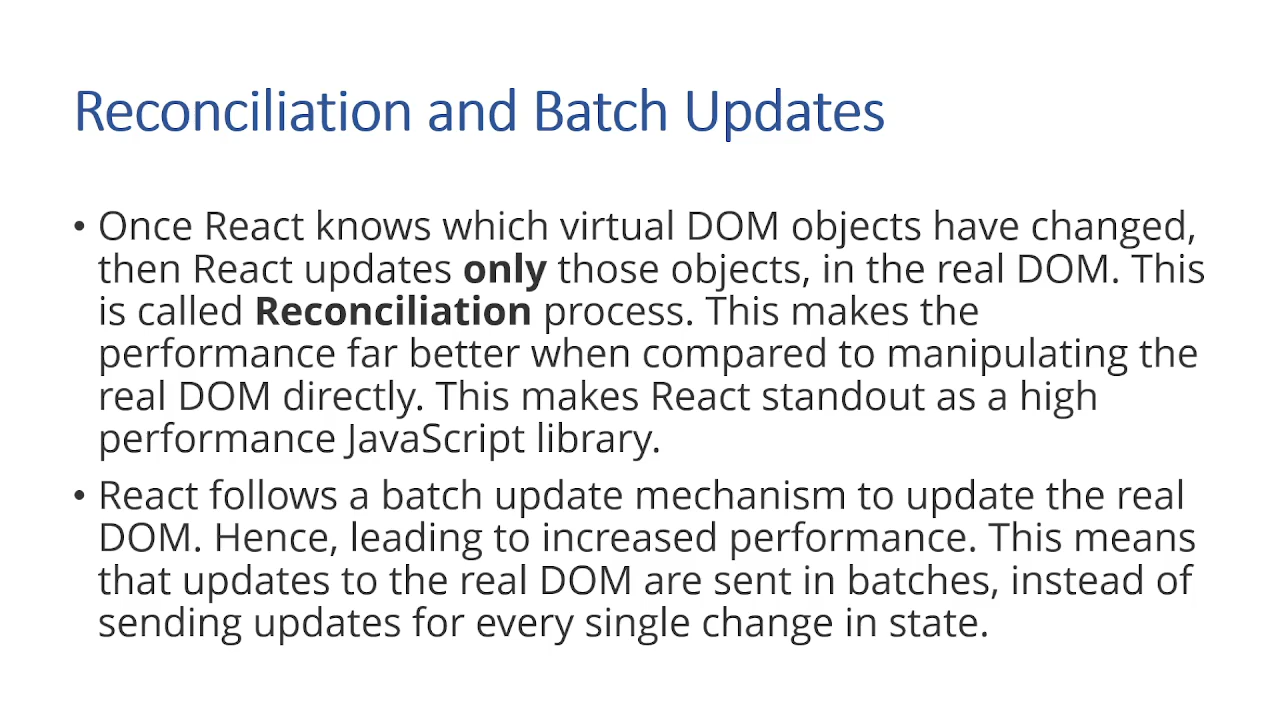 Reconciliation and Batch Updates
• Once React knows which virtual DOM objects have changed,
then React updates only those objects, in the real DOM. This
is called Reconciliation process. This makes the
performance far better when compared to manipulating the
real DOM directly. This makes React standout as a high
performance JavaScript library.
• React follows a batch update mechanism to update the real
DOM. Hence, leading to increased performance. This means
that updates to the real DOM are sent in batches, instead of
sending updates for every single change in state.